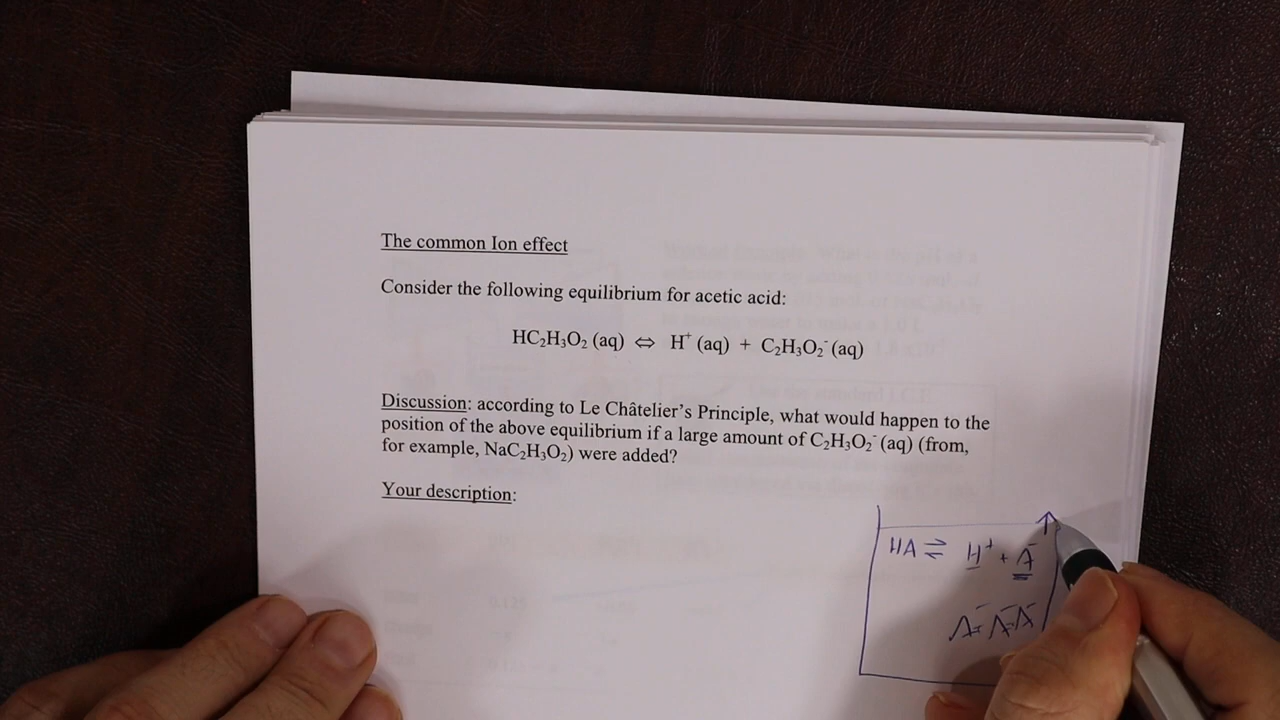 The common Ion effect
Consider the following equilibrium for acetic acid:
HC₂H₃O₂ (aq) ⇔ H⁺ (aq) + C₂H₃O₂⁻ (aq)
Discussion: according to Le Châtelier's Principle, what would happen to the
position of the above equilibrium if a large amount of C₂H₃O₂⁻ (aq) (from,
for example, NaC₂H₃O₂) were added?
Your description:
HA ⇌ H⁺ + A⁻
A⁻ A⁻ A⁻